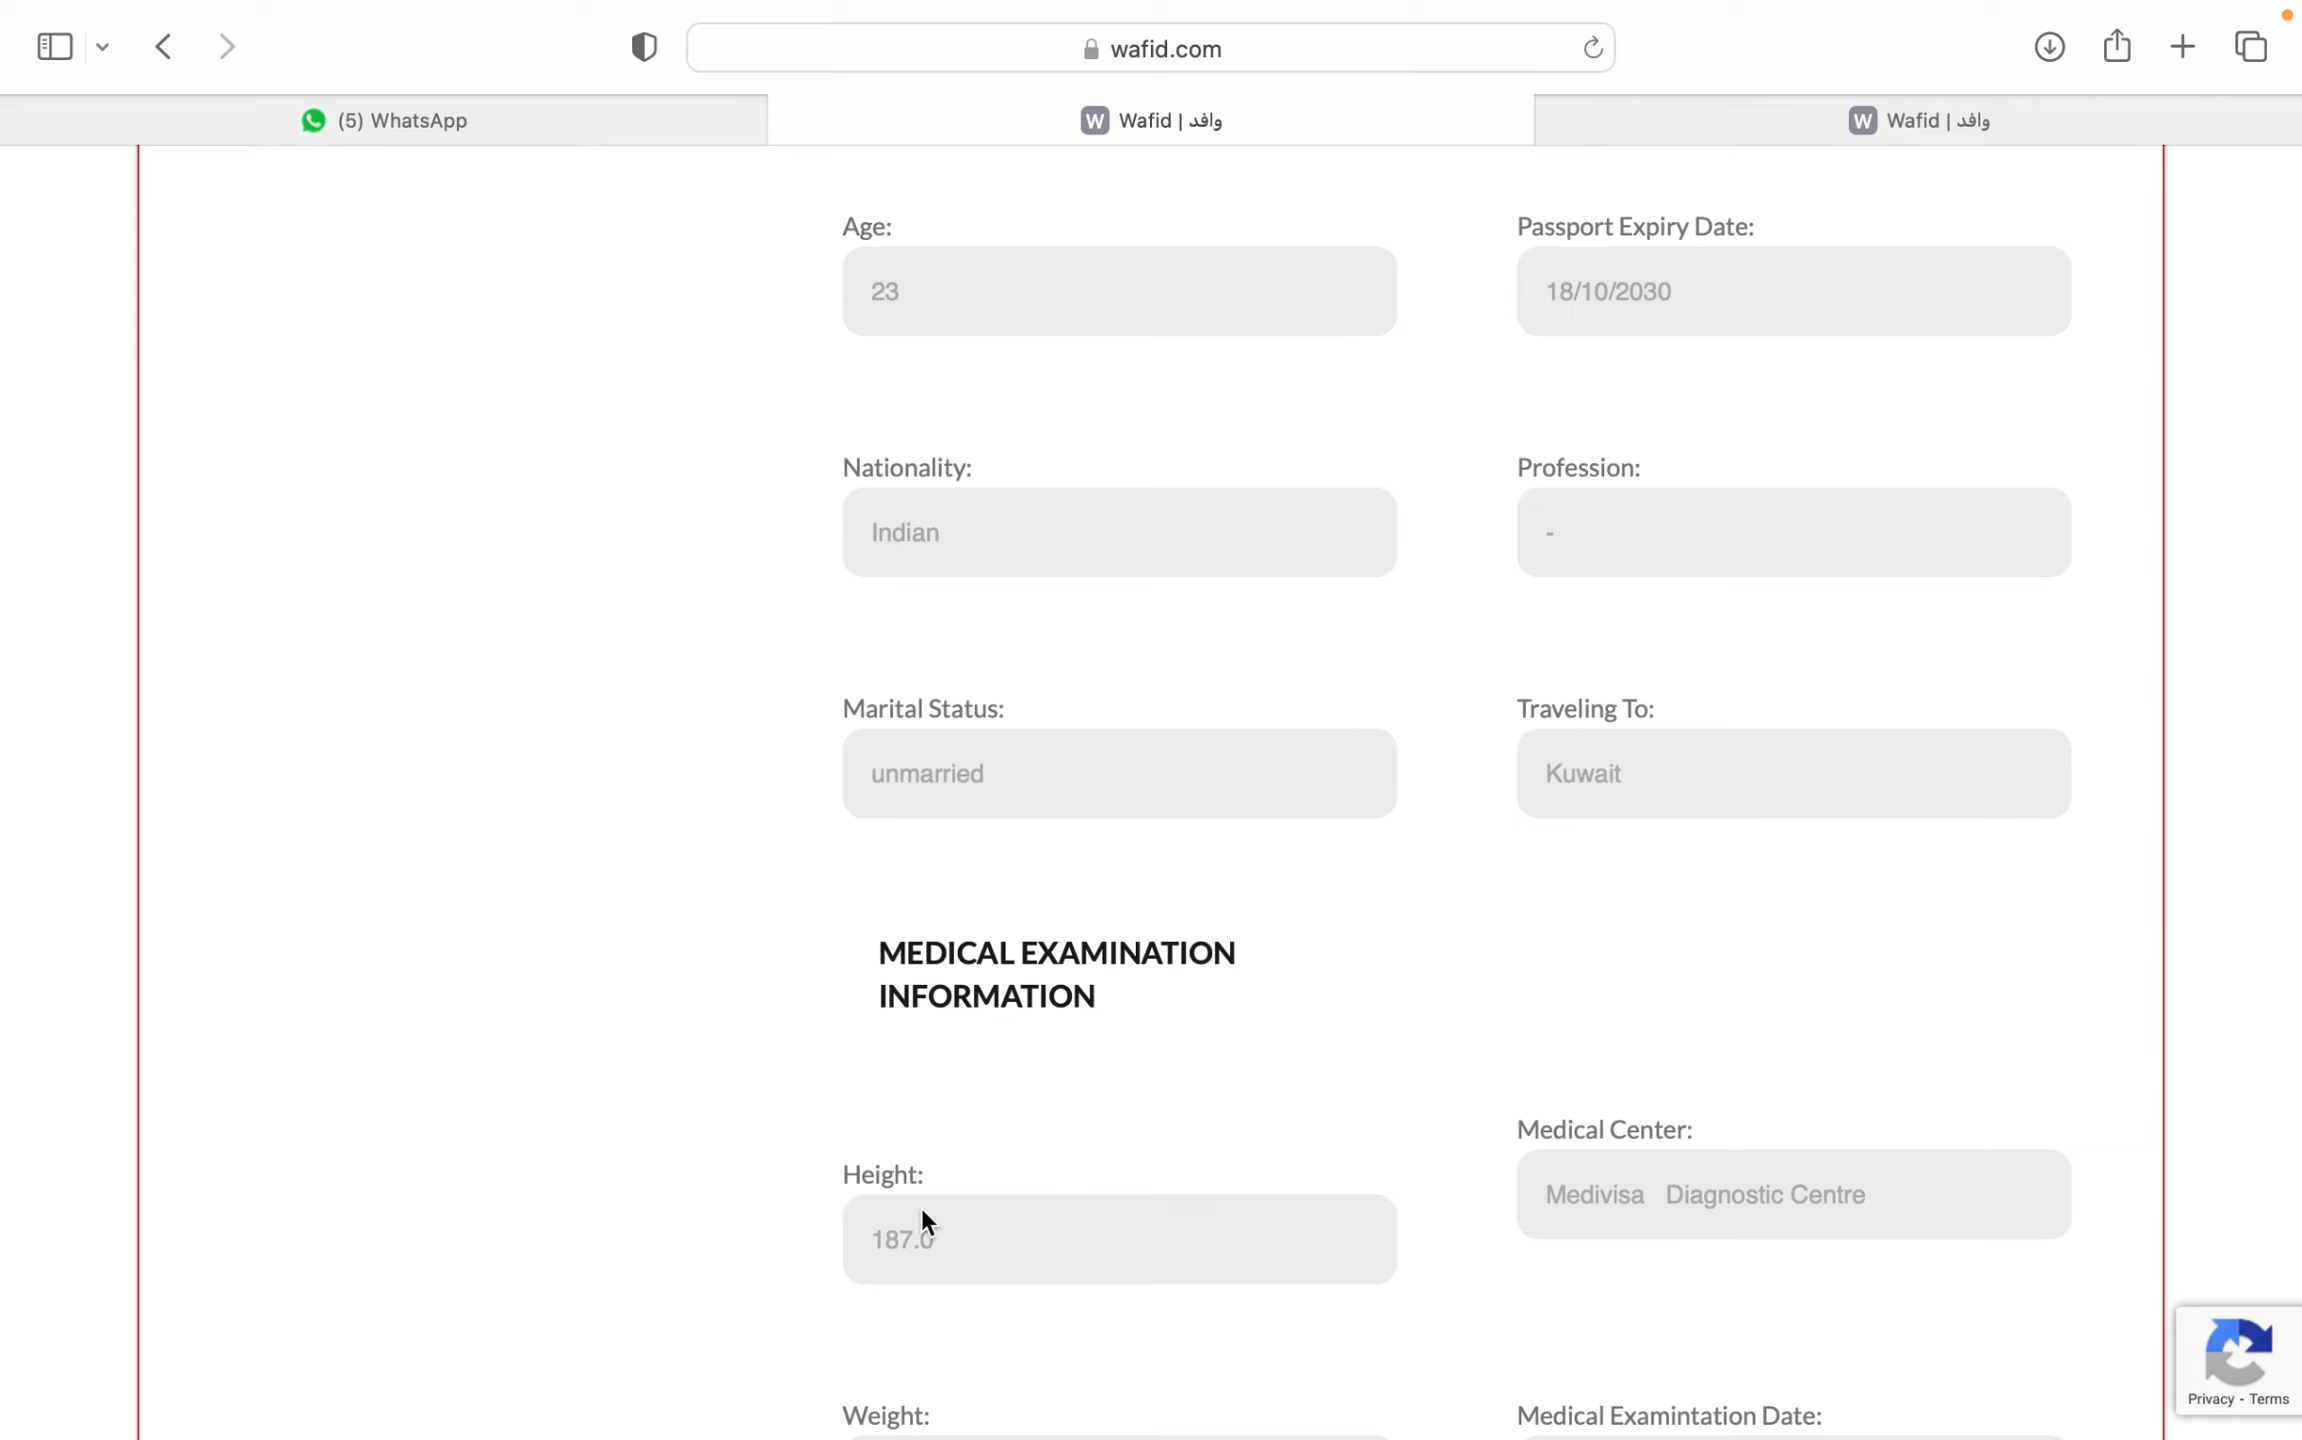 wafid.com
(5) WhatsApp
W Wafid | وافد
W Wafid | وافد
Age:
23
Passport Expiry Date:
18/10/2030
Nationality:
Indian
Profession:
-
Marital Status:
unmarried
Traveling To:
Kuwait
MEDICAL EXAMINATION
INFORMATION
Height:
187.0
Medical Center:
Medivisa Diagnostic Centre
Weight:
Medical Examintation Date:
Privacy - Terms